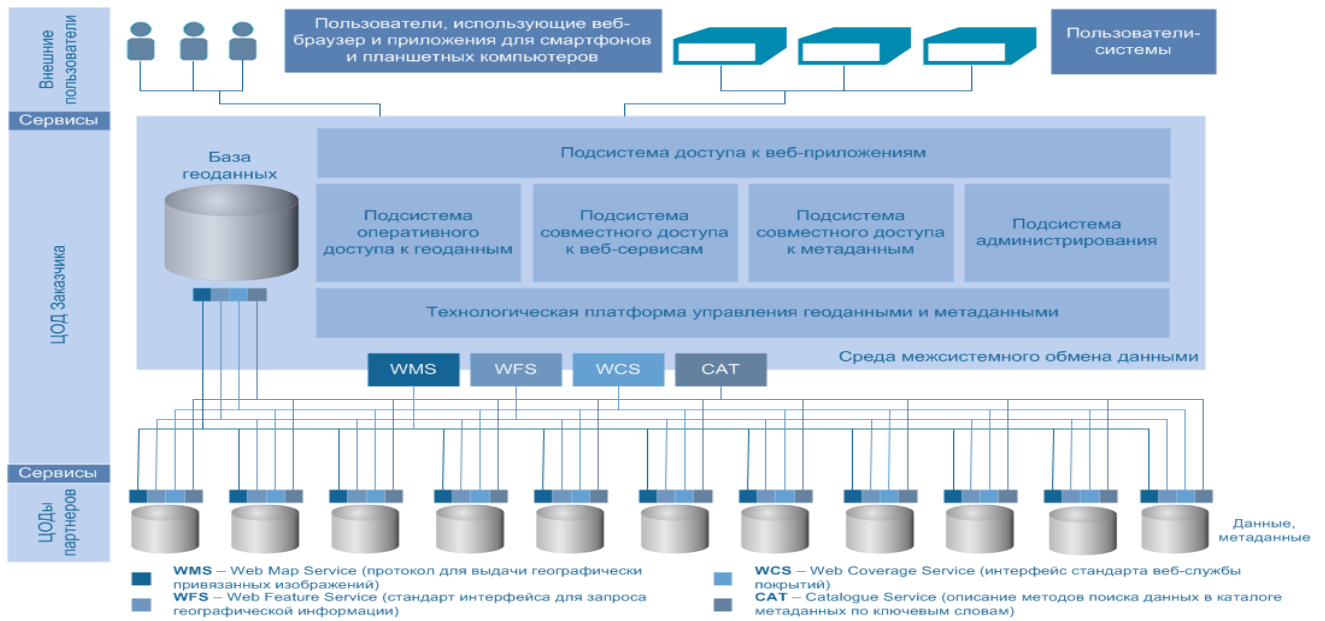 Внешние
пользователи
Пользователи, использующие веб-
браузер и приложения для смартфонов
и планшетных компьютеров
Пользователи-
системы
Сервисы
ЦОД Заказчика
База
геоданных
Подсистема доступа к веб-приложениям
Подсистема
оперативного
доступа к геоданным
Подсистема
совместного доступа
к веб-сервисам
Подсистема
совместного доступа
к метаданным
Подсистема
администрирования
Технологическая платформа управления геоданными и метаданными
Среда межсистемного обмена данными
WMS
WFS
WCS
CAT
Сервисы
ЦОДы
партнеров
Данные,
метаданные
WMS – Web Map Service (протокол для выдачи географически
привязанных изображений)
WFS – Web Feature Service (стандарт интерфейса для запроса
географической информации)
WCS – Web Coverage Service (интерфейс стандарта веб-службы
покрытий)
CAT – Catalogue Service (описание методов поиска данных в каталоге
метаданных по ключевым словам)